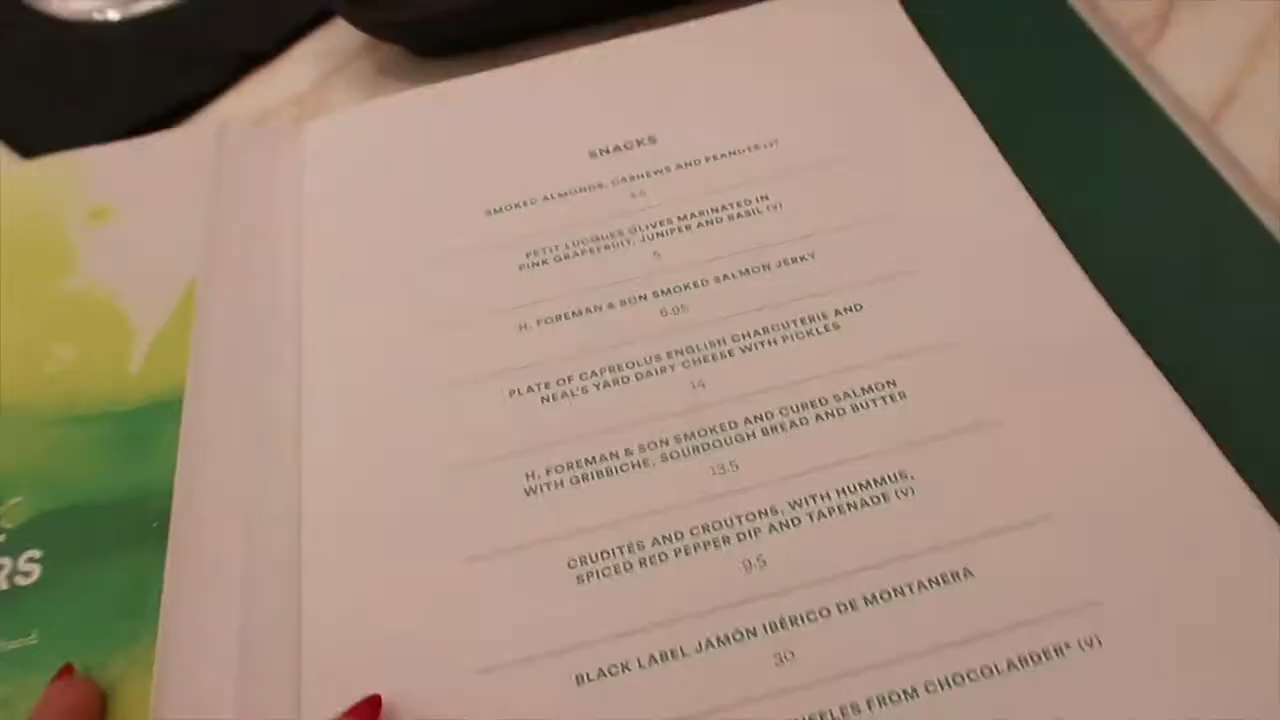 SNACKS
SMOKED ALMONDS, CASHEWS AND PEANUTS (V)
PETIT LUCQUES OLIVES MARINATED IN
PINK GRAPEFRUIT, JUNIPER AND BASIL (V)
5
H. FOREMAN & SON SMOKED SALMON JERKY
6.95
PLATE OF CAPREOLUS ENGLISH CHARCUTERIE AND
NEAL'S YARD DAIRY CHEESE WITH PICKLES
14
H. FOREMAN & SON SMOKED AND CURED SALMON
WITH GRIBBICHE, SOURDOUGH BREAD AND BUTTER
13.5
CRUDITÉS AND CROUTONS, WITH HUMMUS,
SPICED RED PEPPER DIP AND TAPENADE (V)
9.5
BLACK LABEL JAMÓN IBÉRICO DE MONTANERA
30
FROM CHOCOLARDER* (V)
RS